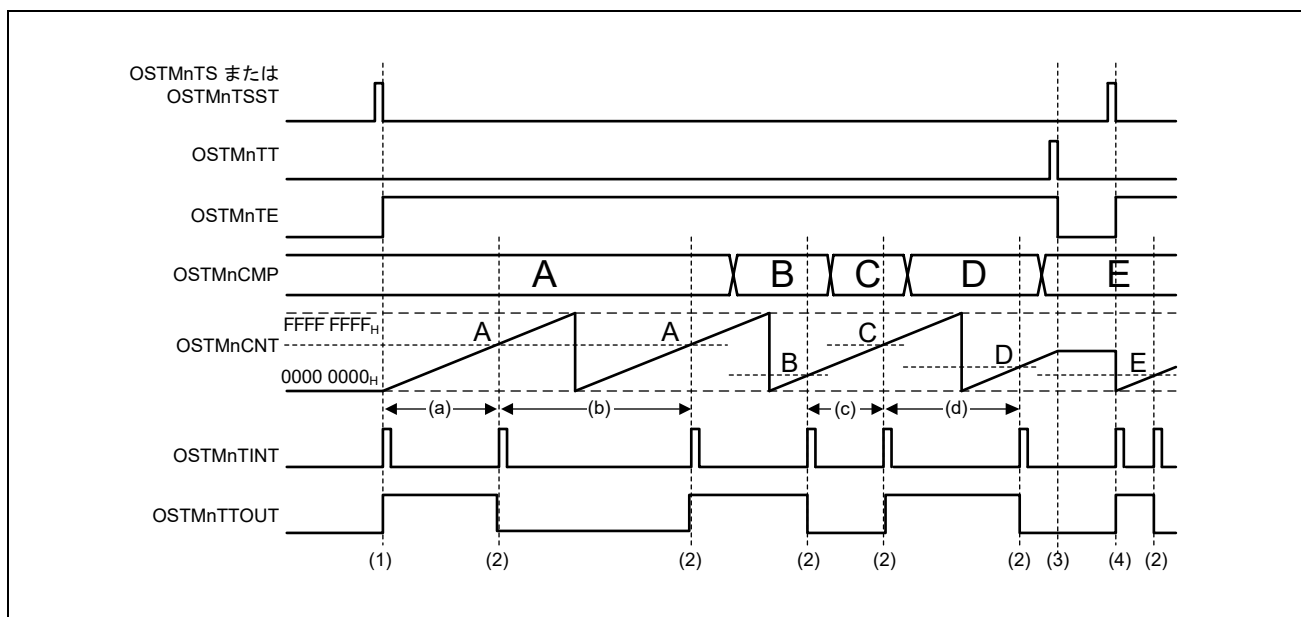 OSTMnTS または
OSTMnTSST
OSTMnTT
OSTMnTE
OSTMnCMP
A B C D E
FFFF FFFFH
OSTMnCNT
0000 0000H
A A B C D E
(a) (b) (c) (d)
OSTMnTINT
OSTMnTTOUT
(1) (2) (2) (2) (2) (2) (3) (4) (2)